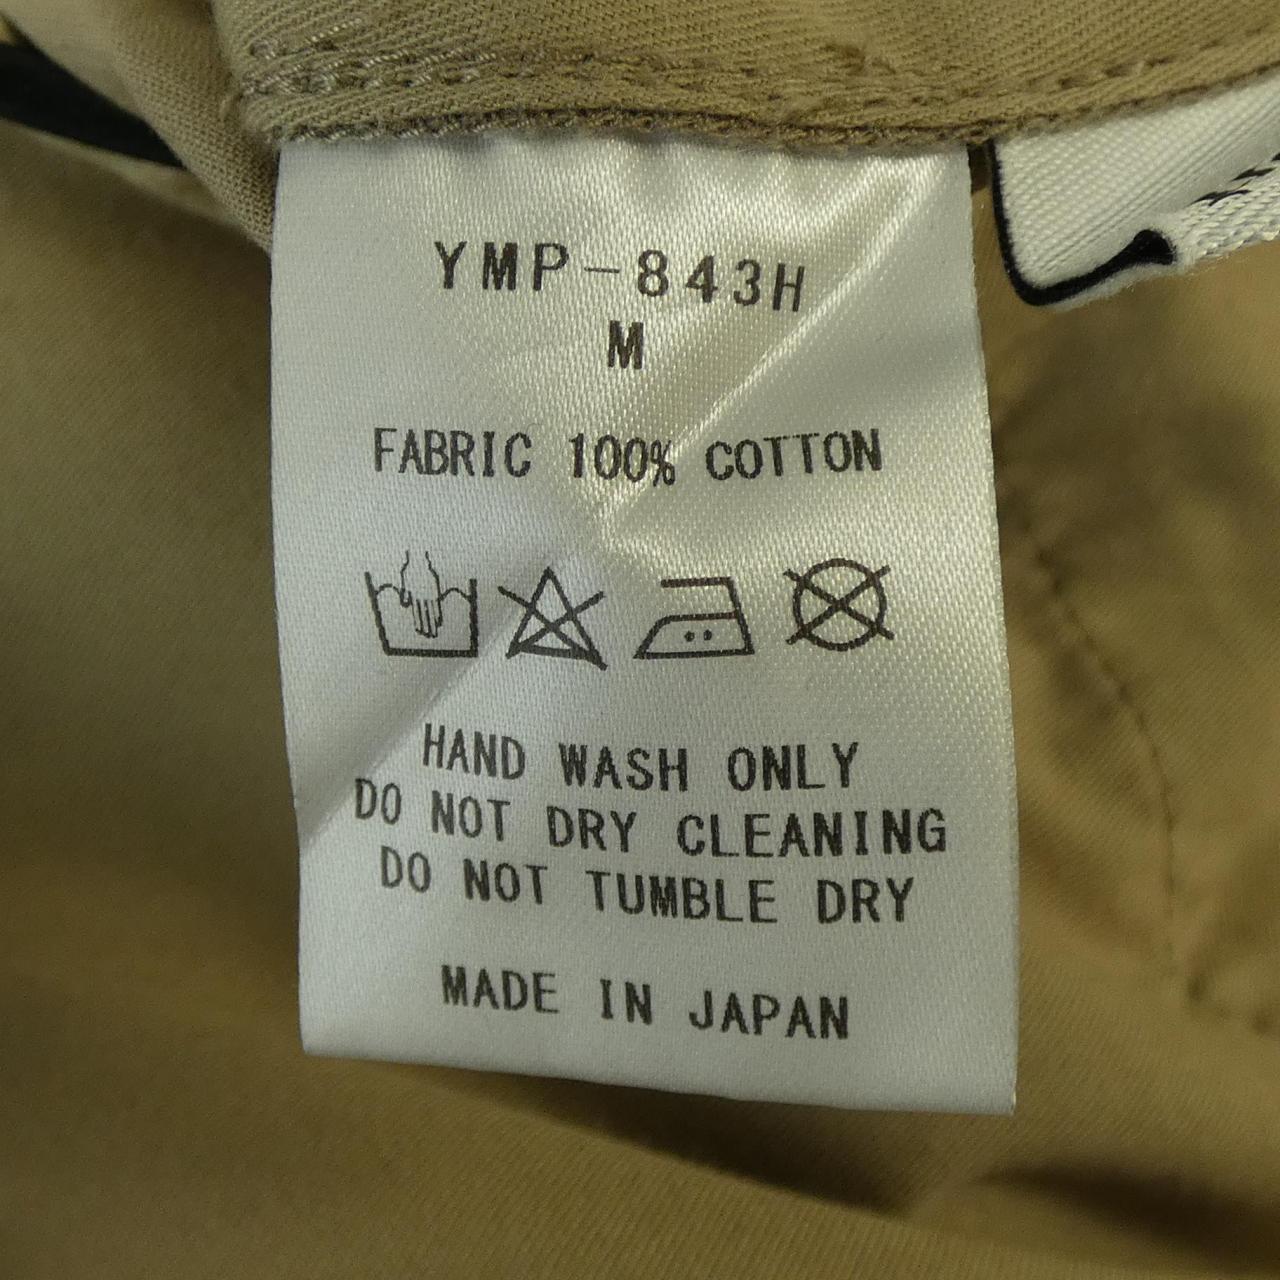 YMP-843H
M
FABRIC 100% COTTON
HAND WASH ONLY
DO NOT DRY CLEANING
DO NOT TUMBLE DRY
MADE IN JAPAN